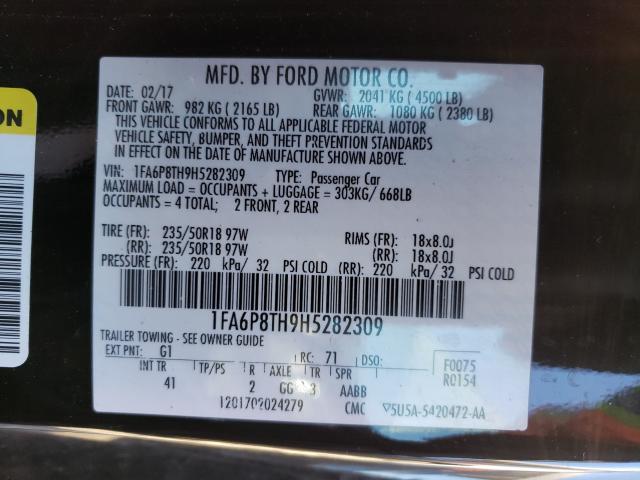 ON
MFD. BY FORD MOTOR CO.
DATE: 02/17 GVWR: 2041 KG ( 4500 LB)
FRONT GAWR: 982 KG ( 2165 LB) REAR GAWR: 1080 KG ( 2380 LB)
THIS VEHICLE CONFORMS TO ALL APPLICABLE FEDERAL MOTOR
VEHICLE SAFETY, BUMPER, AND THEFT PREVENTION STANDARDS
IN EFFECT ON THE DATE OF MANUFACTURE SHOWN ABOVE.
VIN: 1FA6P8TH9H5282309 TYPE: Passenger Car
MAXIMUM LOAD = OCCUPANTS + LUGGAGE = 303KG/ 668LB
OCCUPANTS = 4 TOTAL; 2 FRONT, 2 REAR
TIRE (FR): 235/50R18 97W RIMS (FR): 18x8.0J
(RR): 235/50R18 97W (RR): 18x8.0J
PRESSURE (FR): 220 kPa/ 32 PSI COLD (RR): 220 kPa/ 32 PSI COLD
1FA6P8TH9H5282309
TRAILER TOWING - SEE OWNER GUIDE
EXT PNT: G1 RC: 71 DSO: F0075
INT TR TP/PS R AXLE TR SPR R0154
41 2 GG 3 AABB
CMC 5U5A-5420472-AA